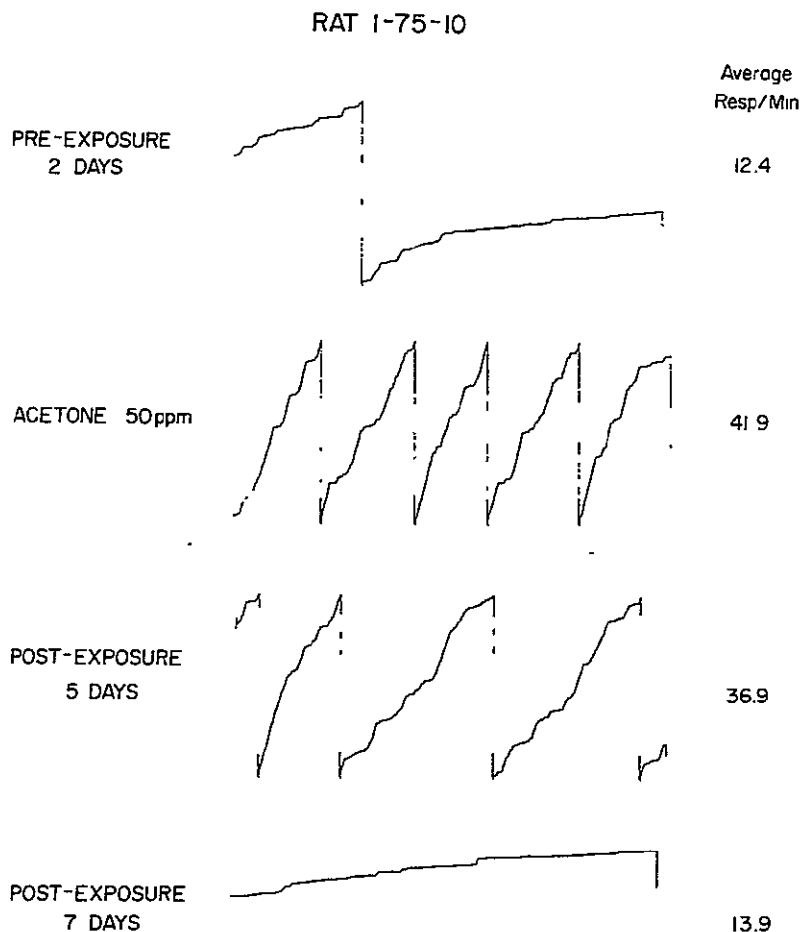 RAT 1-75-10
Average
Resp/Min
PRE-EXPOSURE
2 DAYS
12.4
ACETONE 50ppm
41 9
POST-EXPOSURE
5 DAYS
36.9
POST-EXPOSURE
7 DAYS
13.9